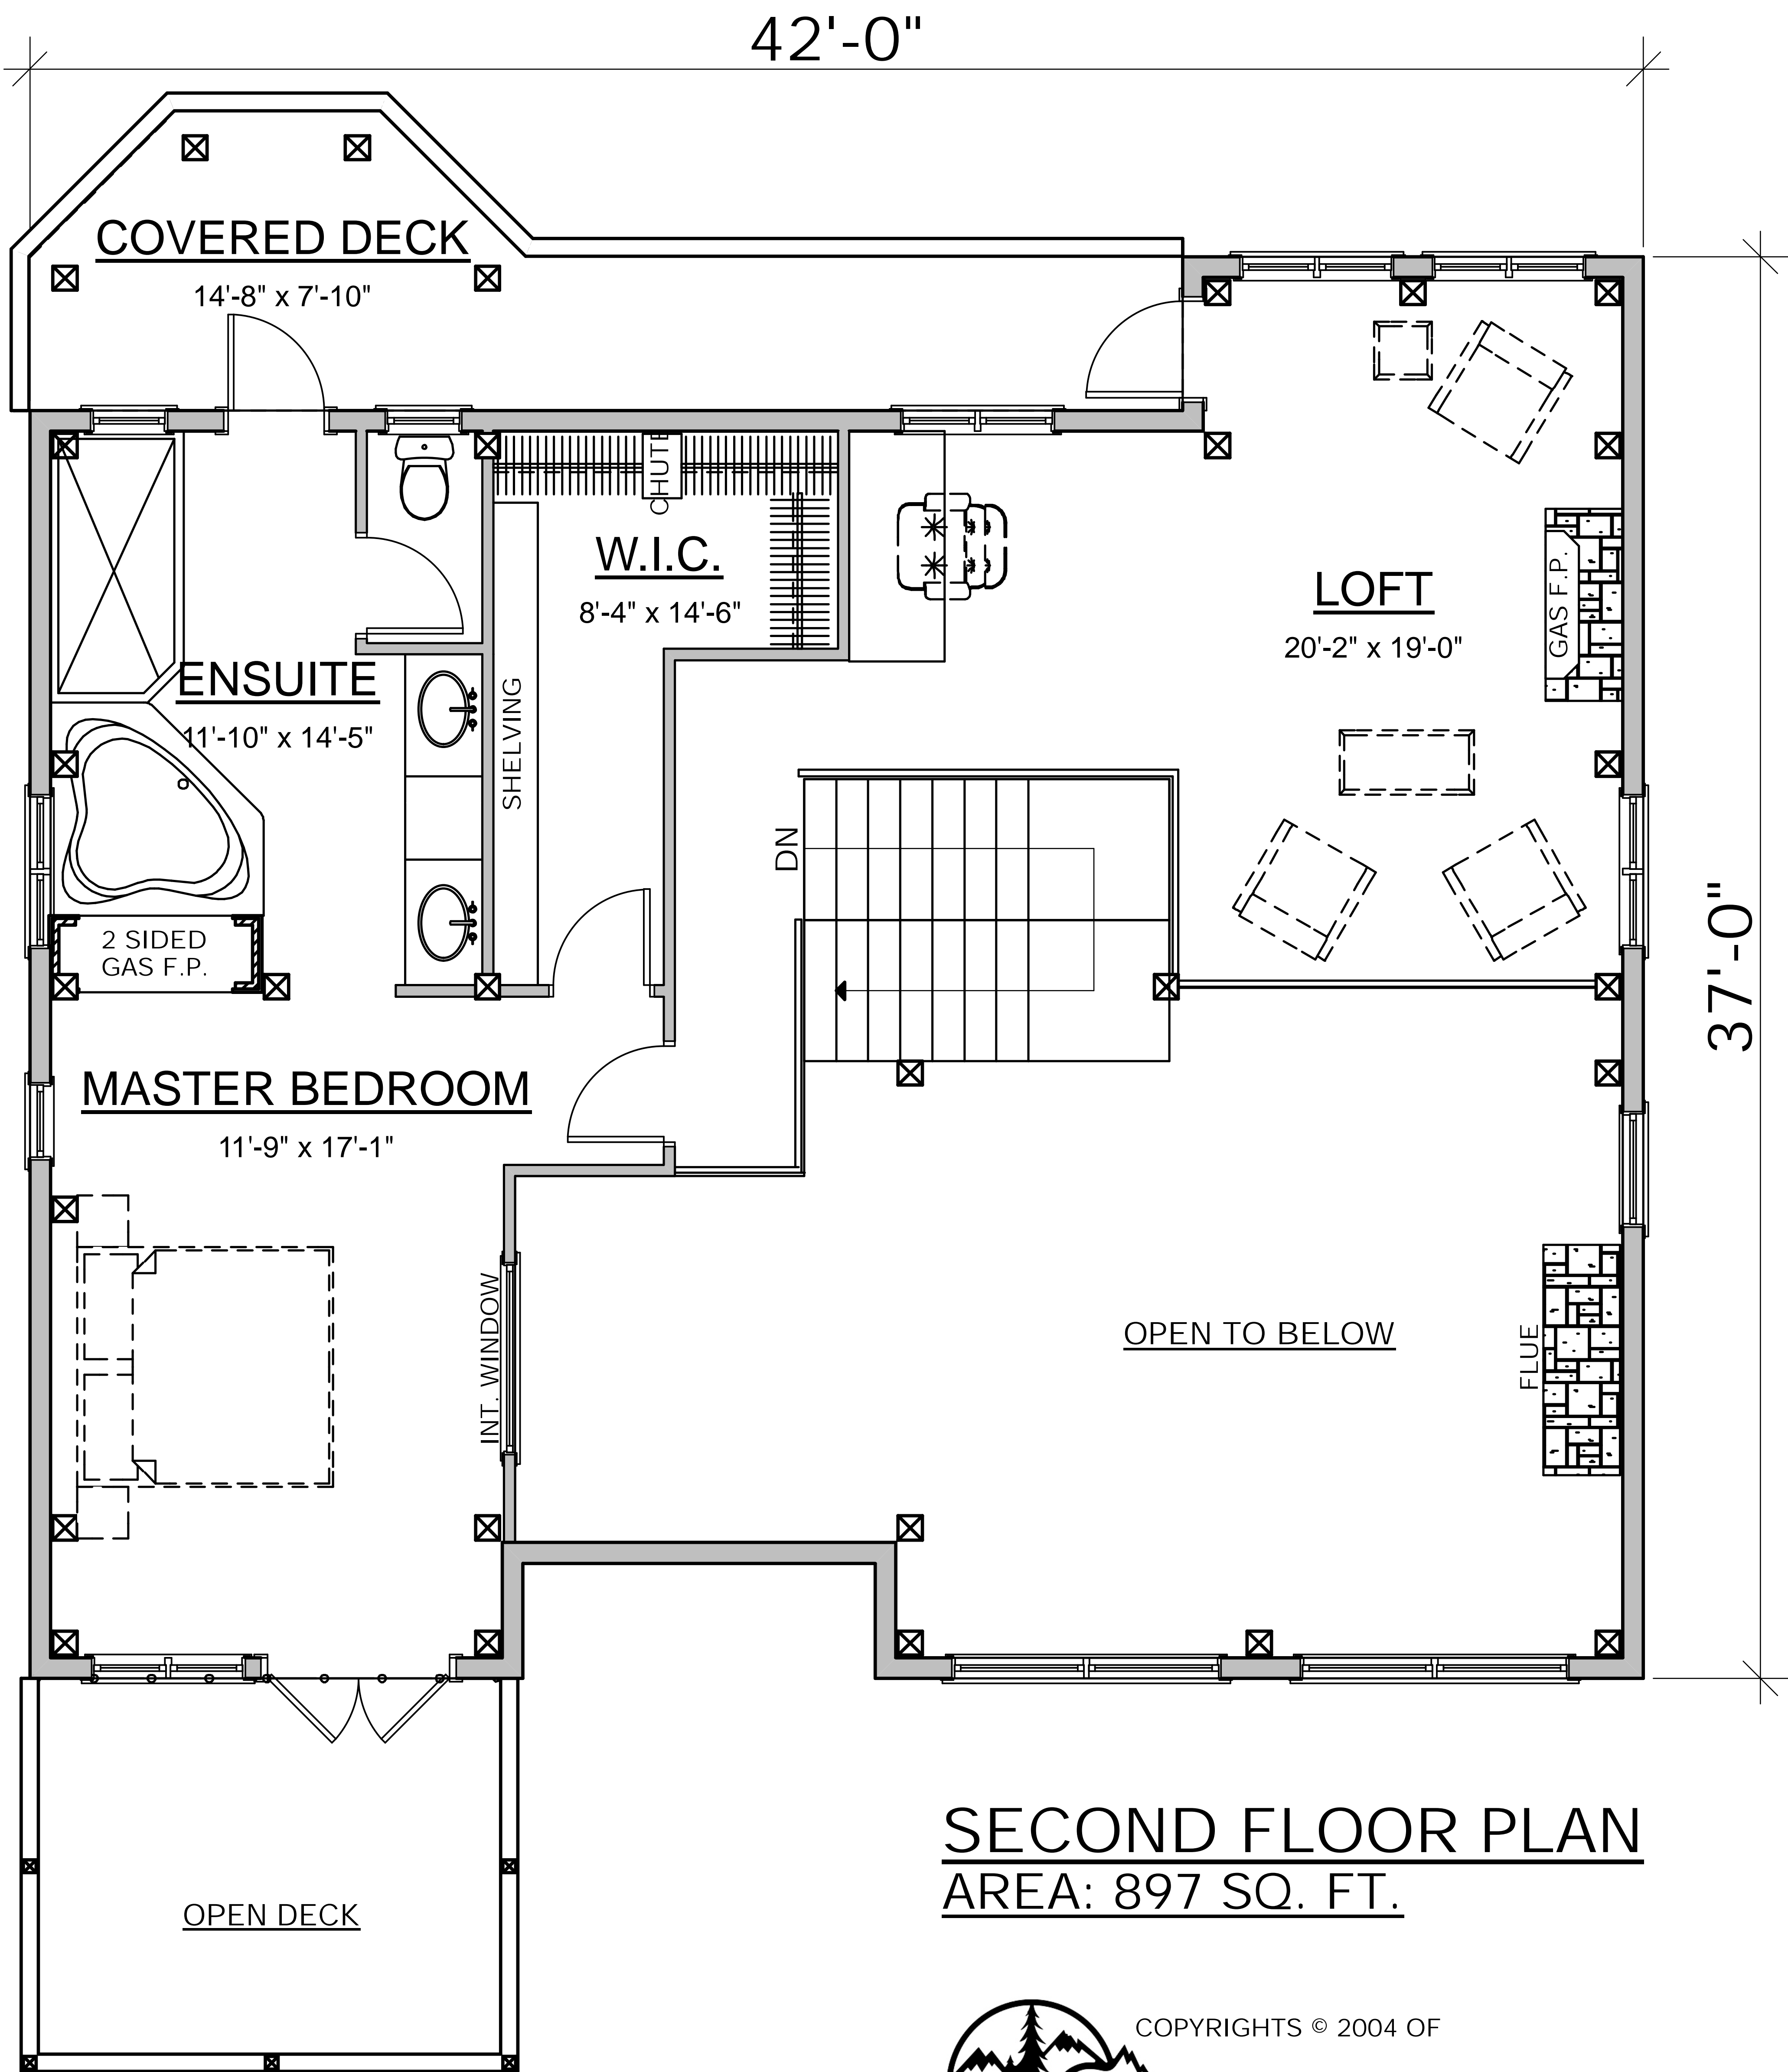 42'-0"
COVERED DECK
14'-8" x 7'-10"
CHUTE
W.I.C.
8'-4" x 14'-6"
LOFT
20'-2" x 19'-0"
GAS F.P.
ENSUITE
11'-10" x 14'-5"
SHELVING
DN
2 SIDED
GAS F.P.
37'-0"
MASTER BEDROOM
11'-9" x 17'-1"
INT. WINDOW
OPEN TO BELOW
FLUE
SECOND FLOOR PLAN
AREA: 897 SQ. FT.
OPEN DECK
COPYRIGHTS © 2004 OF